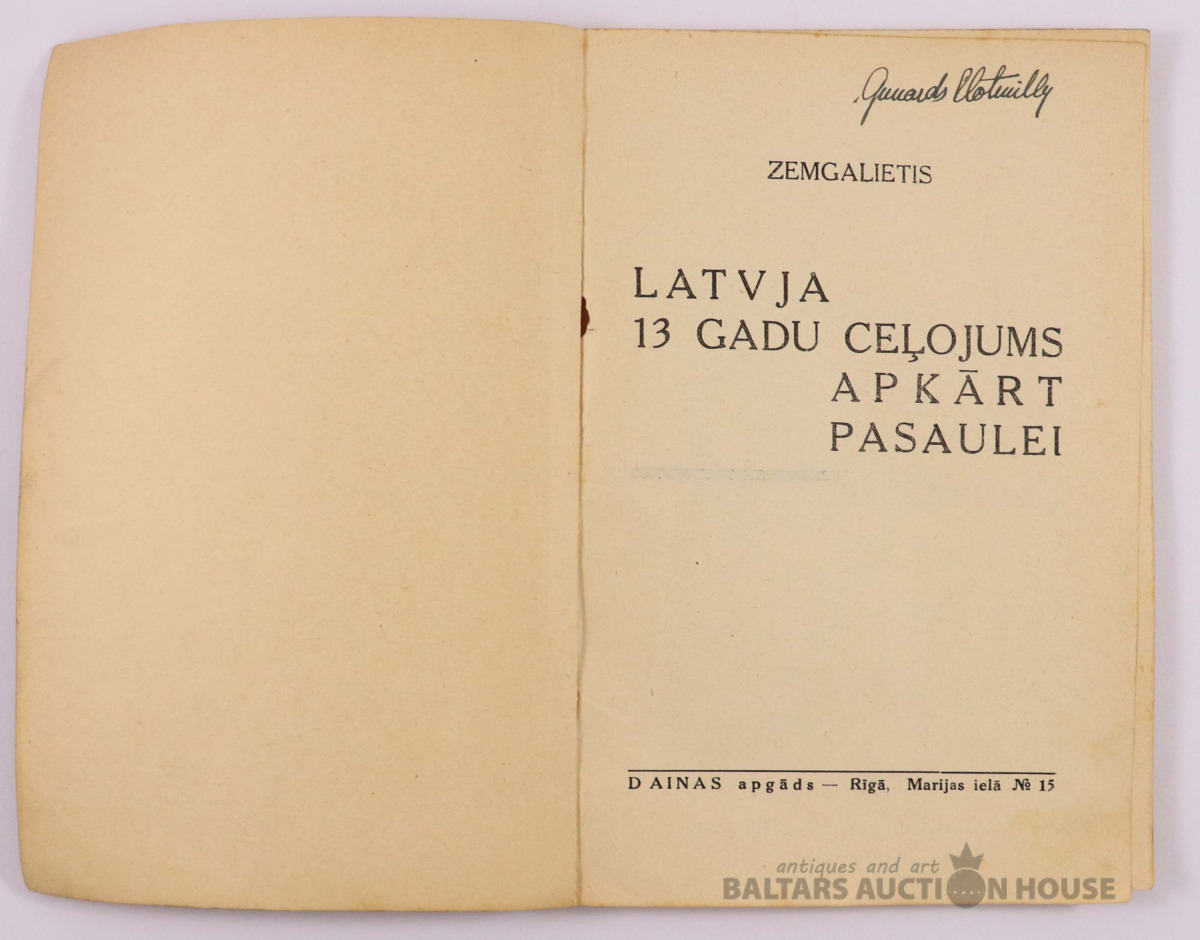 ZEMGALIETIS
LATVJA
13 GADU CEĻOJUMS
APKĀRT
PASAULEI
DAINAS apgāds — Rīgā, Marijas ielā № 15
antiques and art
BALTARS AUCTION HOUSE